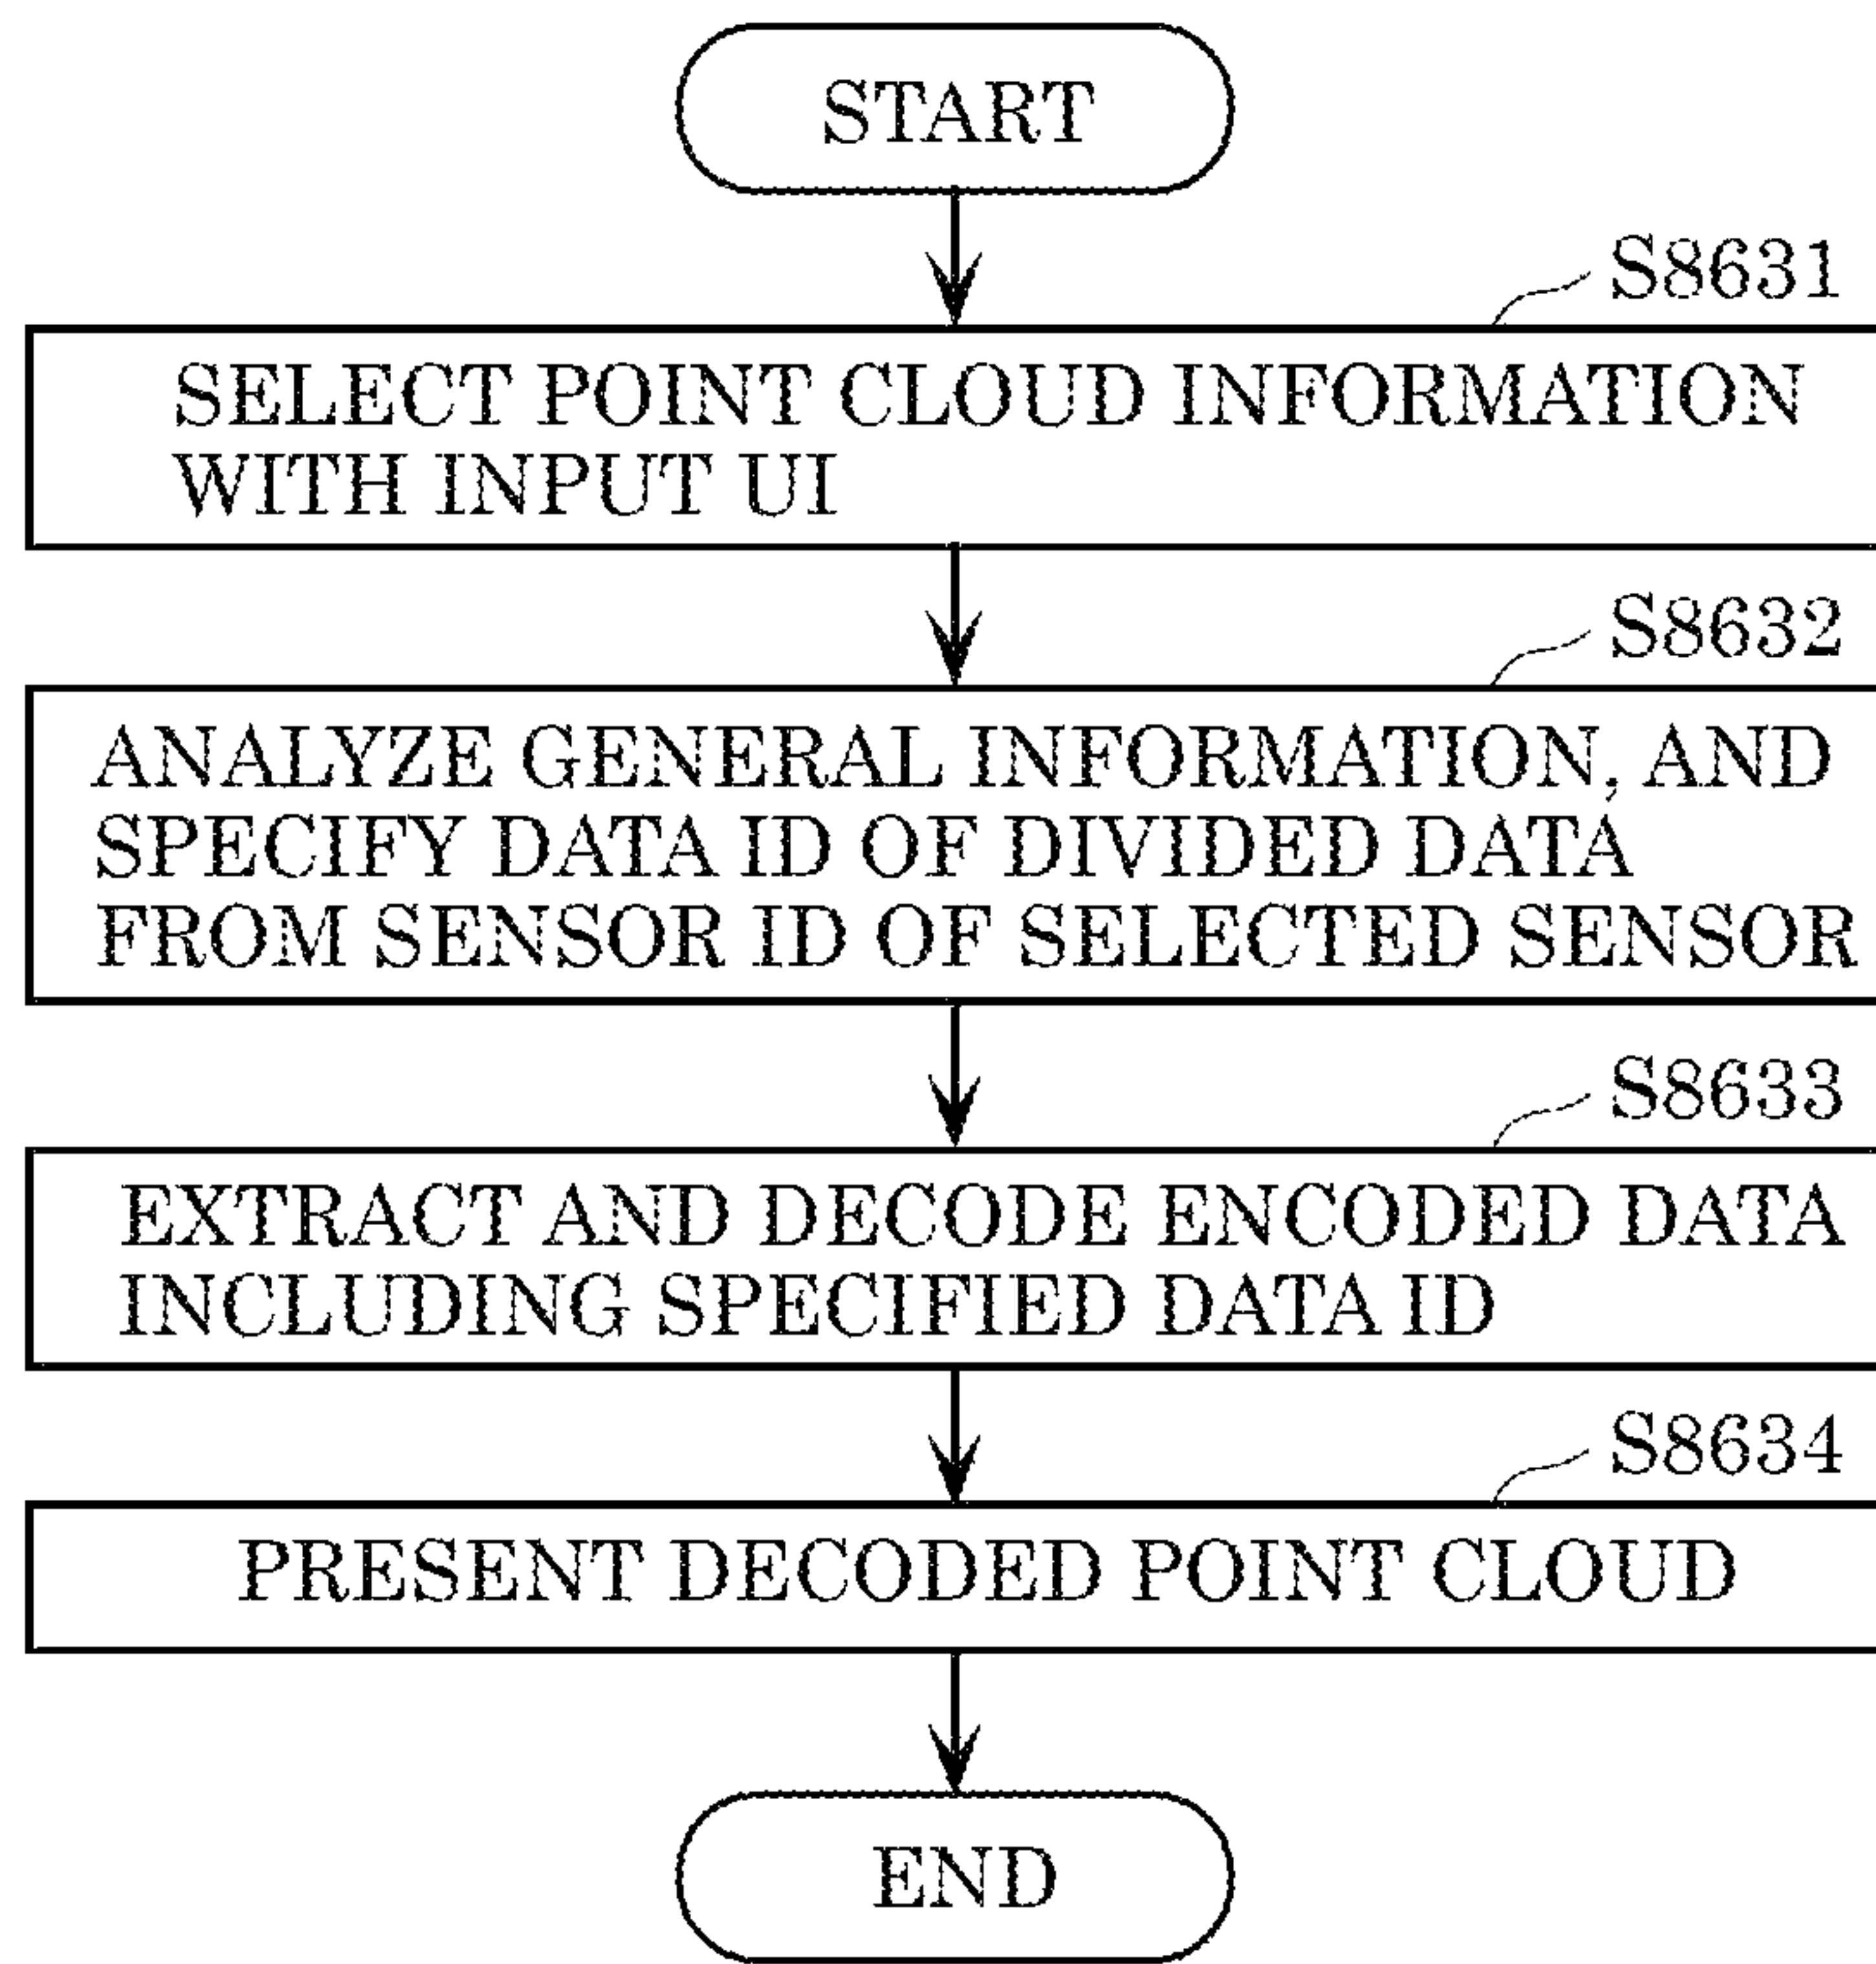 START
S8631
SELECT POINT CLOUD INFORMATION
WITH INPUT UI
S8632
ANALYZE GENERAL INFORMATION, AND
SPECIFY DATA ID OF DIVIDED DATA
FROM SENSOR ID OF SELECTED SENSOR
S8633
EXTRACT AND DECODE ENCODED DATA
INCLUDING SPECIFIED DATA ID
S8634
PRESENT DECODED POINT CLOUD
END